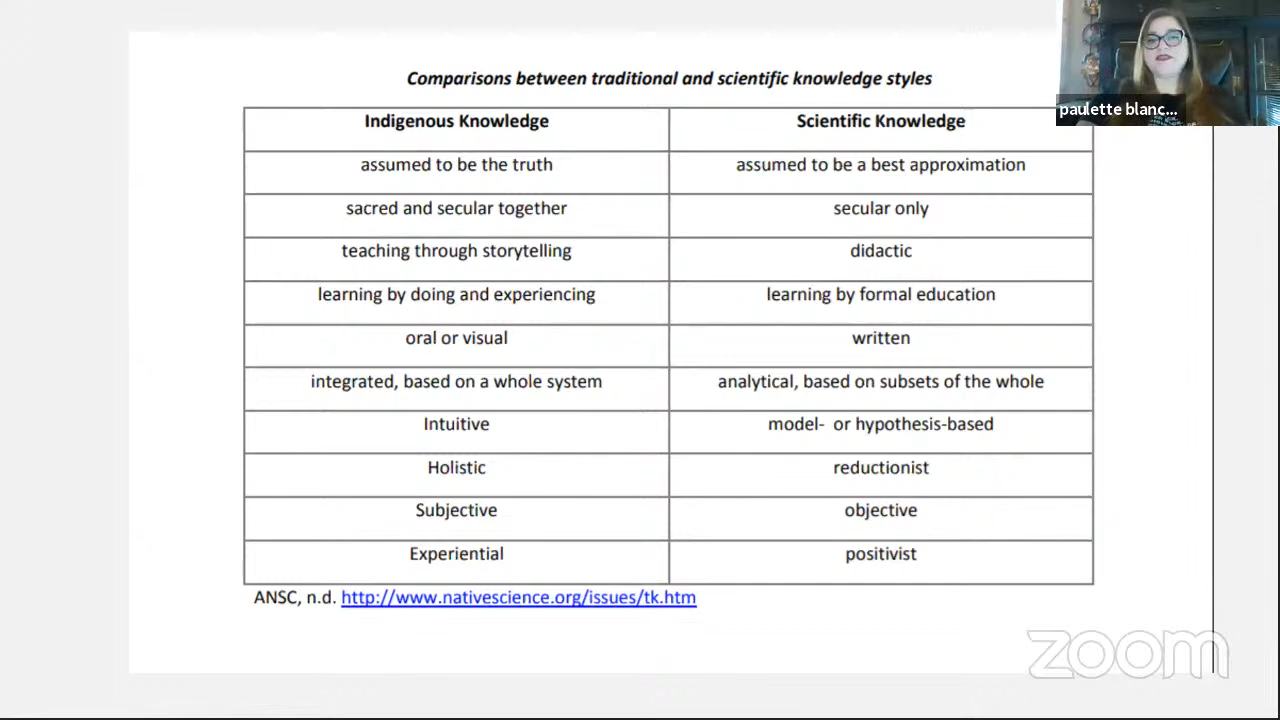 Comparisons between traditional and scientific knowledge styles
paulette blanc...
Indigenous Knowledge Scientific Knowledge
assumed to be the truth assumed to be a best approximation
sacred and secular together secular only
teaching through storytelling didactic
learning by doing and experiencing learning by formal education
oral or visual written
integrated, based on a whole system analytical, based on subsets of the whole
Intuitive model- or hypothesis-based
Holistic reductionist
Subjective objective
Experiential positivist
ANSC, n.d. http://www.nativescience.org/issues/tk.htm
zoom